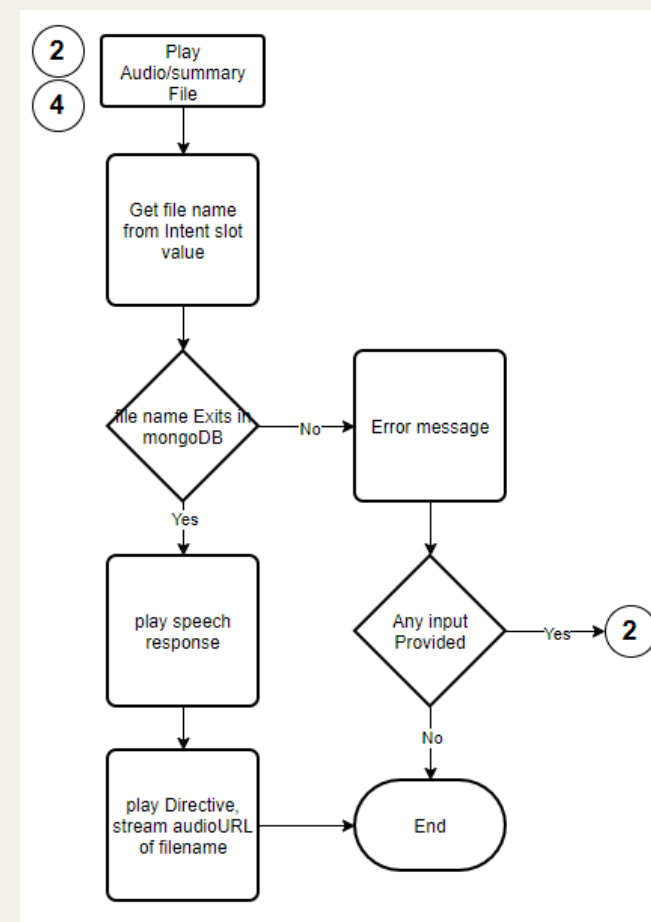 2
4
Play
Audio/summary
File
Get file name
from Intent slot
value
file name Exits in
mongoDB
No
Error message
Yes
play speech
response
Any input
Provided
Yes
2
No
play Directive,
stream audioURL
of filename
End